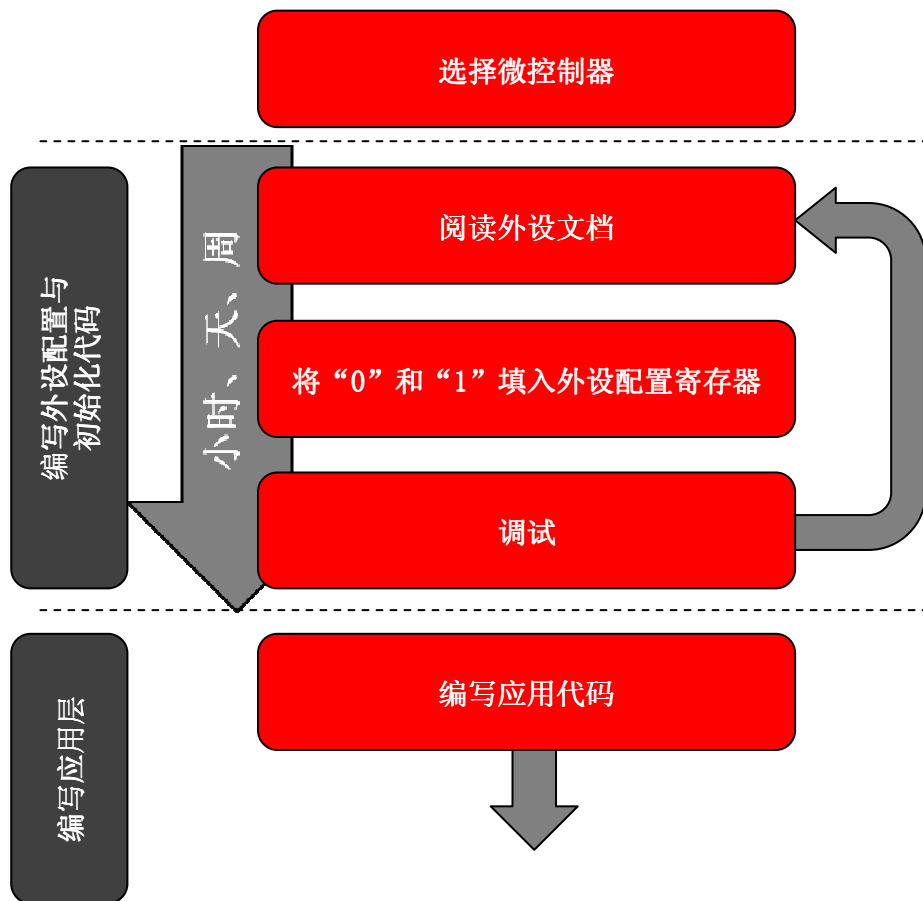 选择微控制器
编写外设配置与
初始化代码
小时、天、周
阅读外设文档
将“0”和“1”填入外设配置寄存器
调试
编写应用层
编写应用代码